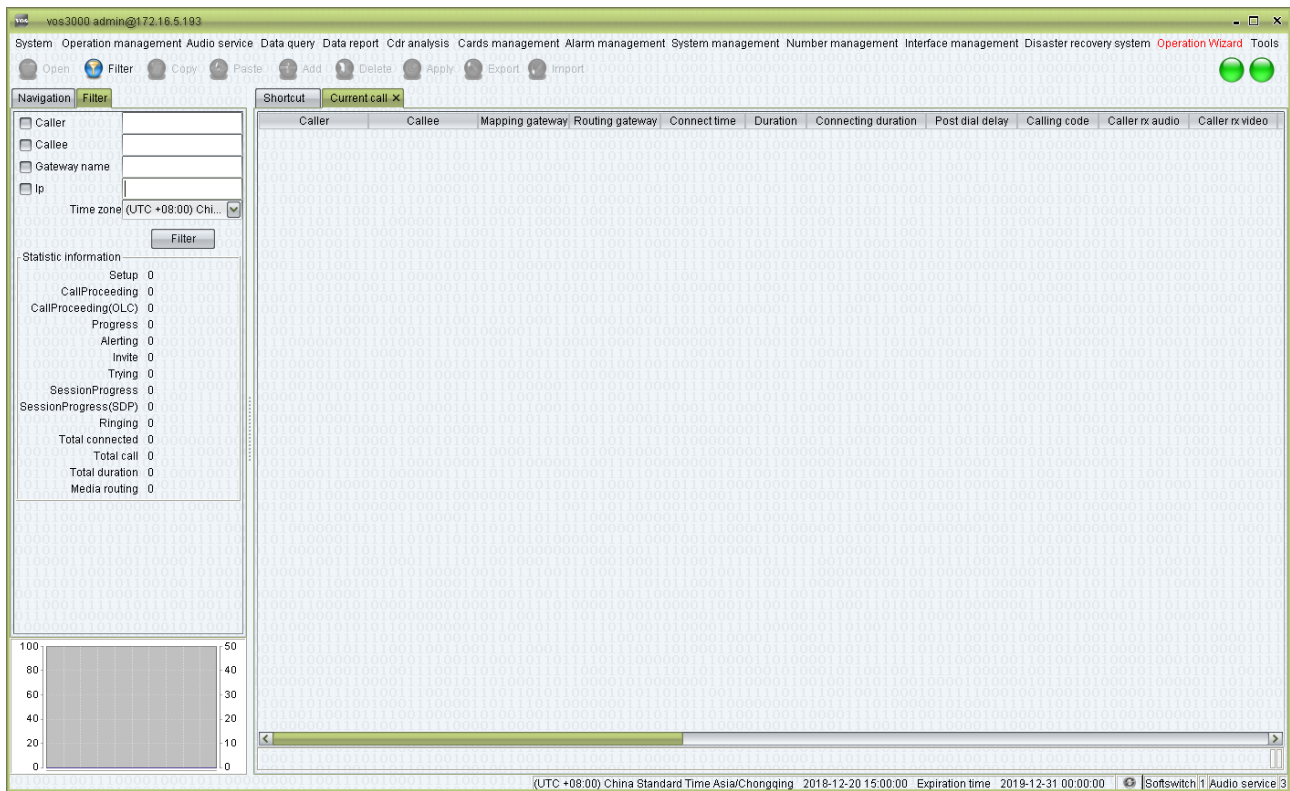 vos vos3000 admin@172.16.5.193
System Operation management Audio service Data query Data report Cdr analysis Cards management Alarm management System management Number management Interface management Disaster recovery system Operation Wizard Tools
Open Filter Copy Paste Add Delete Apply Export Import
Navigation Filter
Shortcut Current call
Caller
Callee
Gateway name
Ip
Time zone (UTC +08:00) Chi...
Filter
Statistic information
Setup 0
CallProceeding 0
CallProceeding(OLC) 0
Progress 0
Alerting 0
Invite 0
Trying 0
SessionProgress 0
SessionProgress(SDP) 0
Ringing 0
Total connected 0
Total call 0
Total duration 0
Media routing 0
Caller Callee Mapping gateway Routing gateway Connect time Duration Connecting duration Post dial delay Calling code Caller rx audio Caller rx video
100 50
80 40
60 30
40 20
20 10
0 0
(UTC +08:00) China Standard Time Asia/Chongqing 2018-12-20 15:00:00 Expiration time 2019-12-31 00:00:00 Softswitch 1 Audio service 3